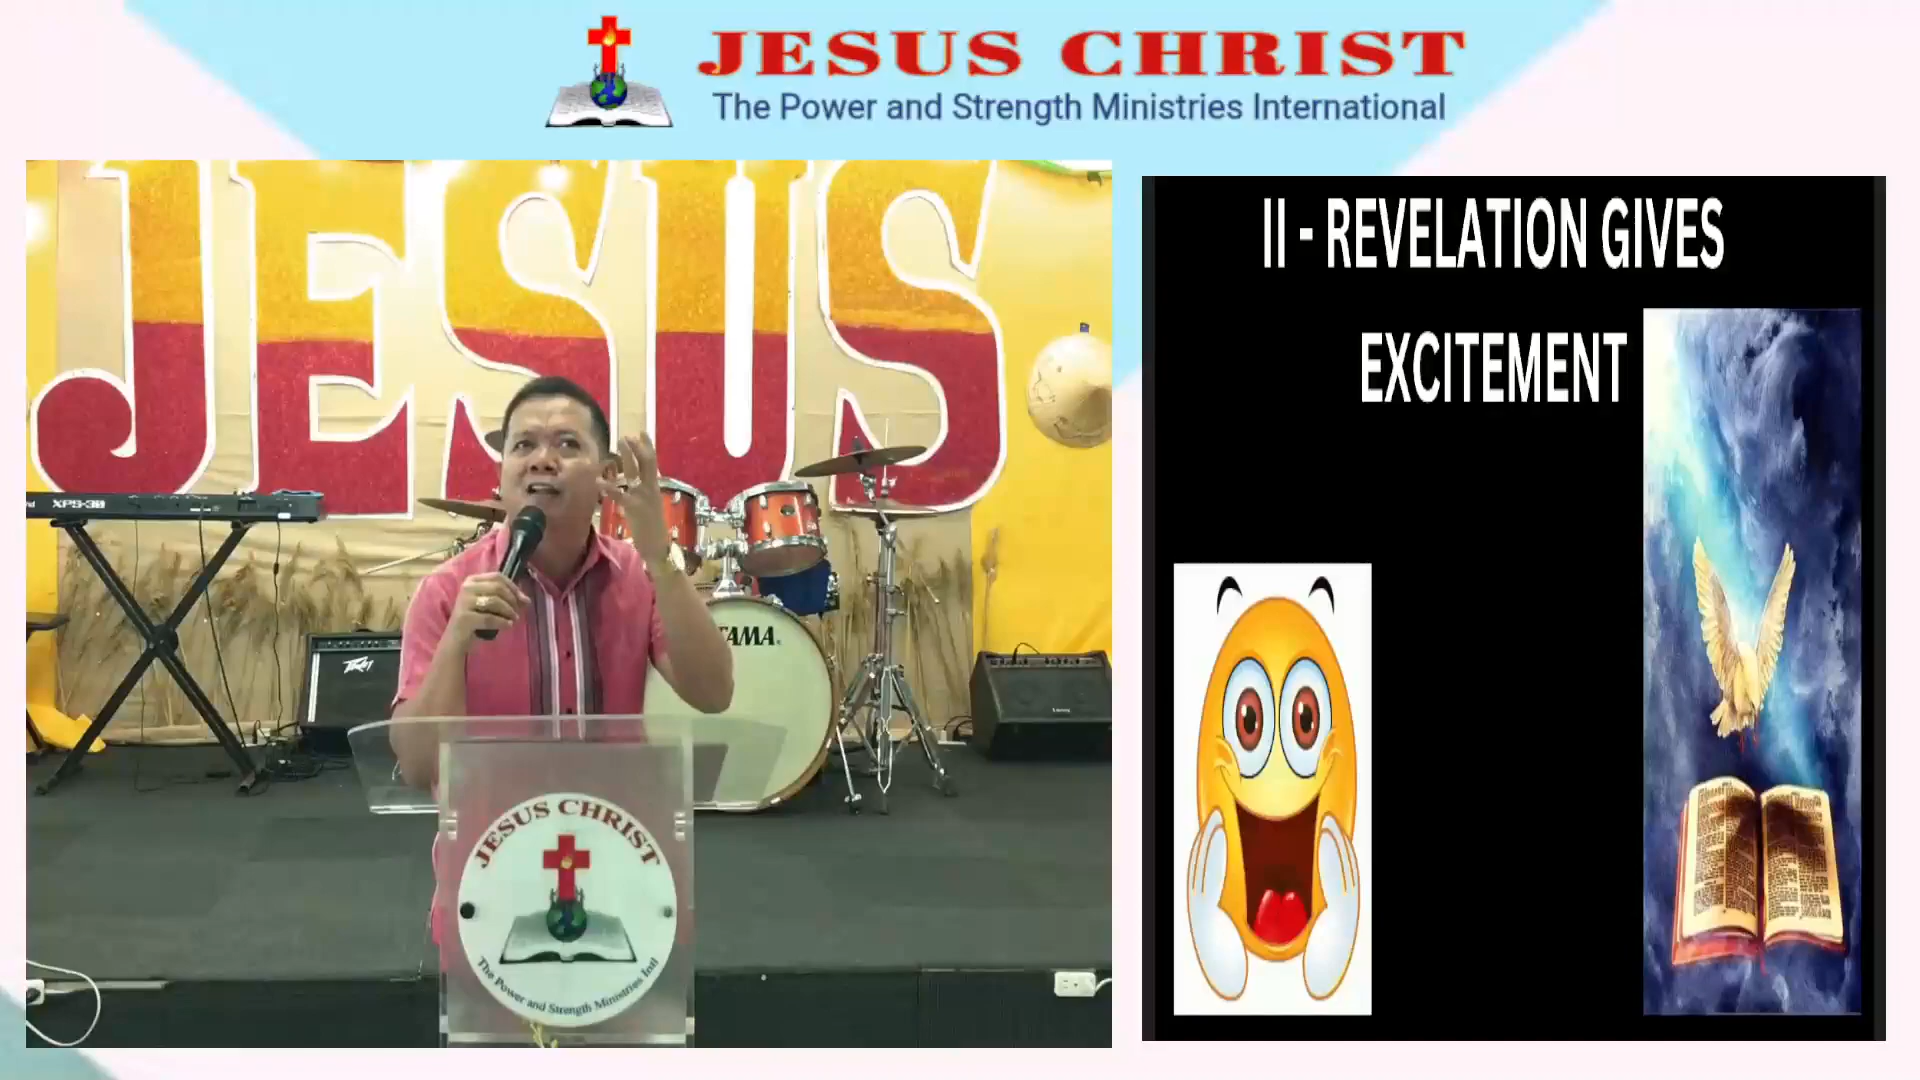 JESUS CHRIST
The Power and Strength Ministries International
JESUS
XPS-30
PEAVEY
TAMA
JESUS CHRIST
The Power and Strength Ministries Intl
II - REVELATION GIVES
EXCITEMENT